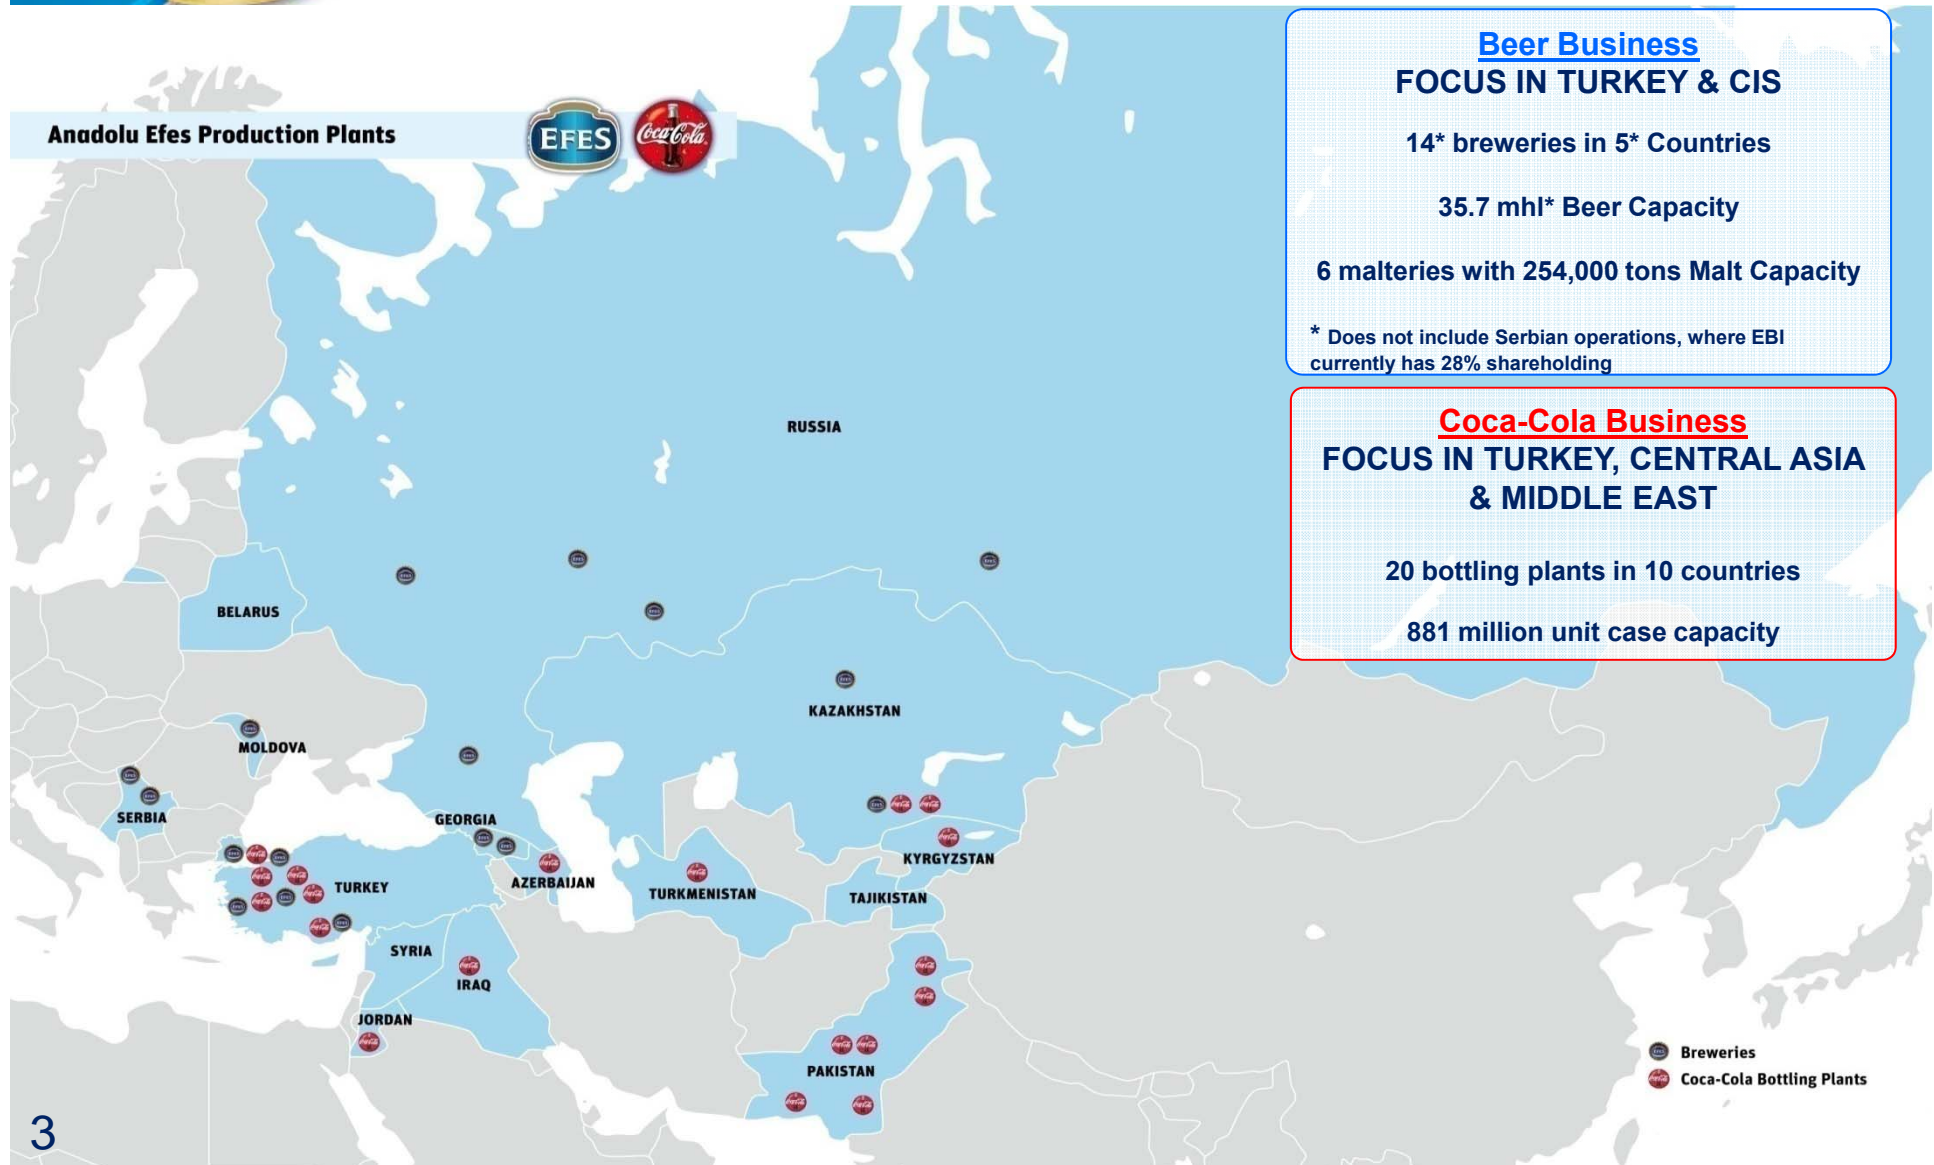 Anadolu Efes Production Plants
EFES
Coca-Cola
Beer Business
FOCUS IN TURKEY & CIS
14* breweries in 5* Countries
35.7 mhl* Beer Capacity
6 malteries with 254,000 tons Malt Capacity
* Does not include Serbian operations, where EBI
currently has 28% shareholding
Coca-Cola Business
FOCUS IN TURKEY, CENTRAL ASIA
& MIDDLE EAST
20 bottling plants in 10 countries
881 million unit case capacity
RUSSIA
BELARUS
KAZAKHSTAN
MOLDOVA
SERBIA
GEORGIA
KYRGYZSTAN
AZERBAIJAN
TURKEY
TURKMENISTAN
TAJIKISTAN
SYRIA
IRAQ
JORDAN
PAKISTAN
Breweries
Coca-Cola Bottling Plants
3